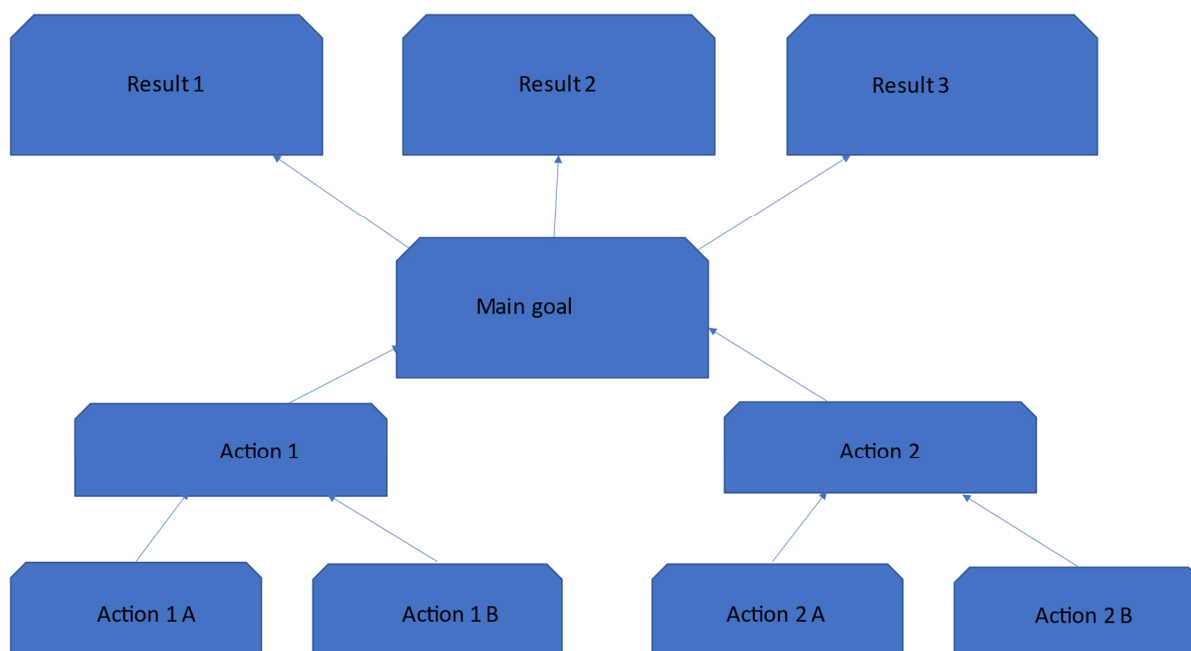 Result 1
Result 2
Result 3
Main goal
Action 1
Action 2
Action 1 A
Action 1 B
Action 2 A
Action 2 B